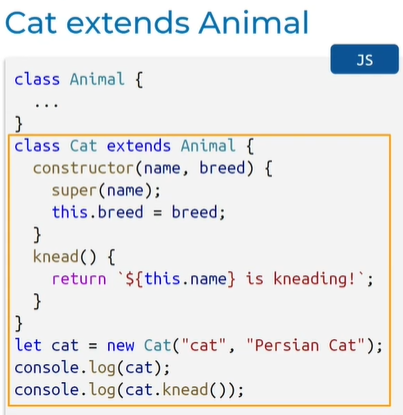 Cat extends Animal
JS
class Animal {
  ...
}
class Cat extends Animal {
  constructor(name, breed) {
    super(name);
    this.breed = breed;
  }
  knead() {
    return `${this.name} is kneading!`;
  }
}
let cat = new Cat("cat", "Persian Cat");
console.log(cat);
console.log(cat.knead());